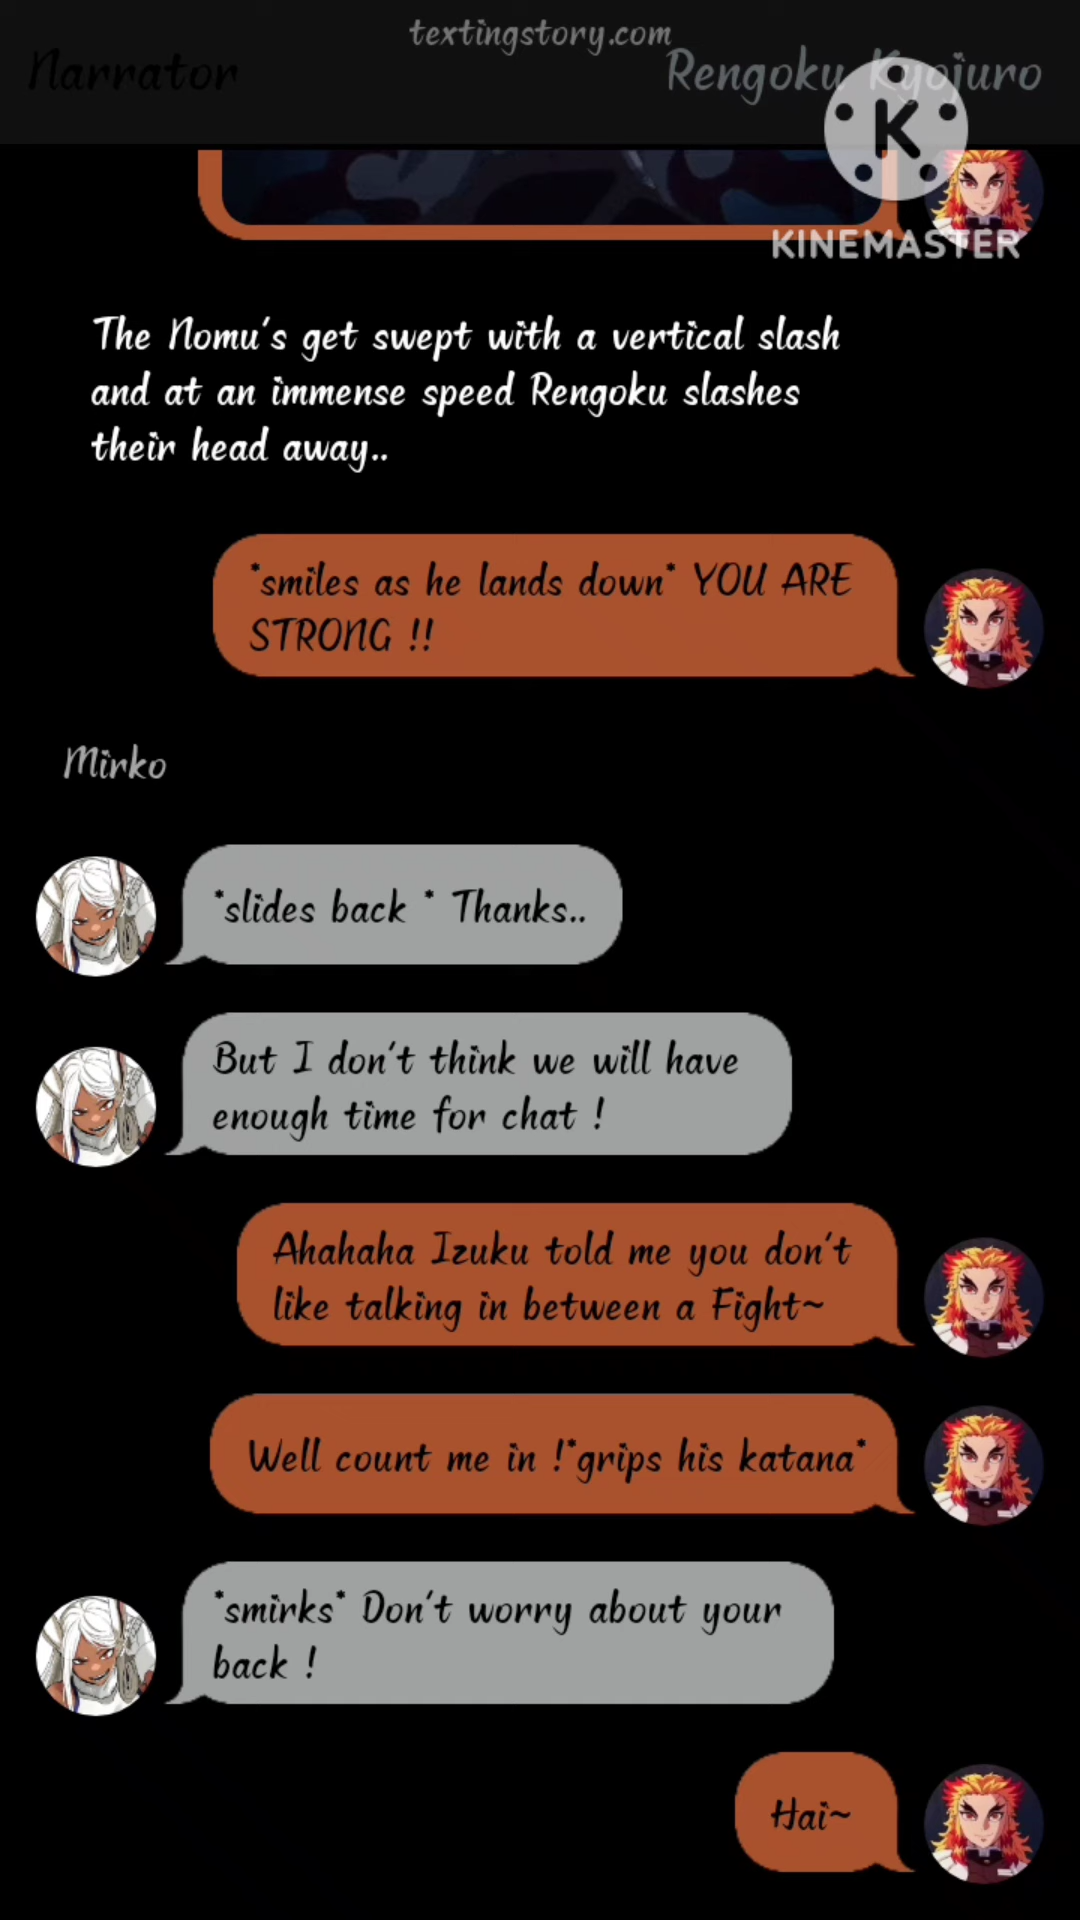 textingstory.com
Narrator
Rengoku Kyojuro
K
KINEMASTER
The Nomu's get swept with a vertical slash
and at an immense speed Rengoku slashes
their head away..
*smiles as he lands down* YOU ARE
STRONG !!
Mirko
*slides back * Thanks..
But I don't think we will have
enough time for chat !
Ahahaha Izuku told me you don't
like talking in between a Fight~
Well count me in !*grips his katana*
*smirks* Don't worry about your
back !
Hai~